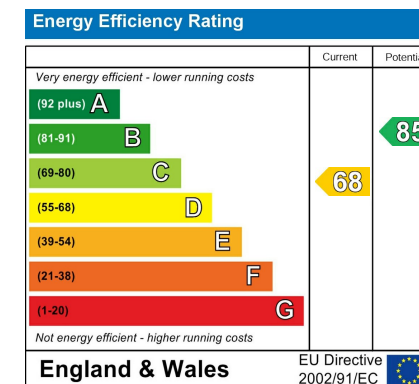 Energy Efficiency Rating
Current
Potentia
Very energy efficient - lower running costs
(92 plus) A
(81-91) B
85
(69-80) C
68
(55-68) D
(39-54) E
(21-38) F
(1-20) G
Not energy efficient - higher running costs
England & Wales
EU Directive
2002/91/EC